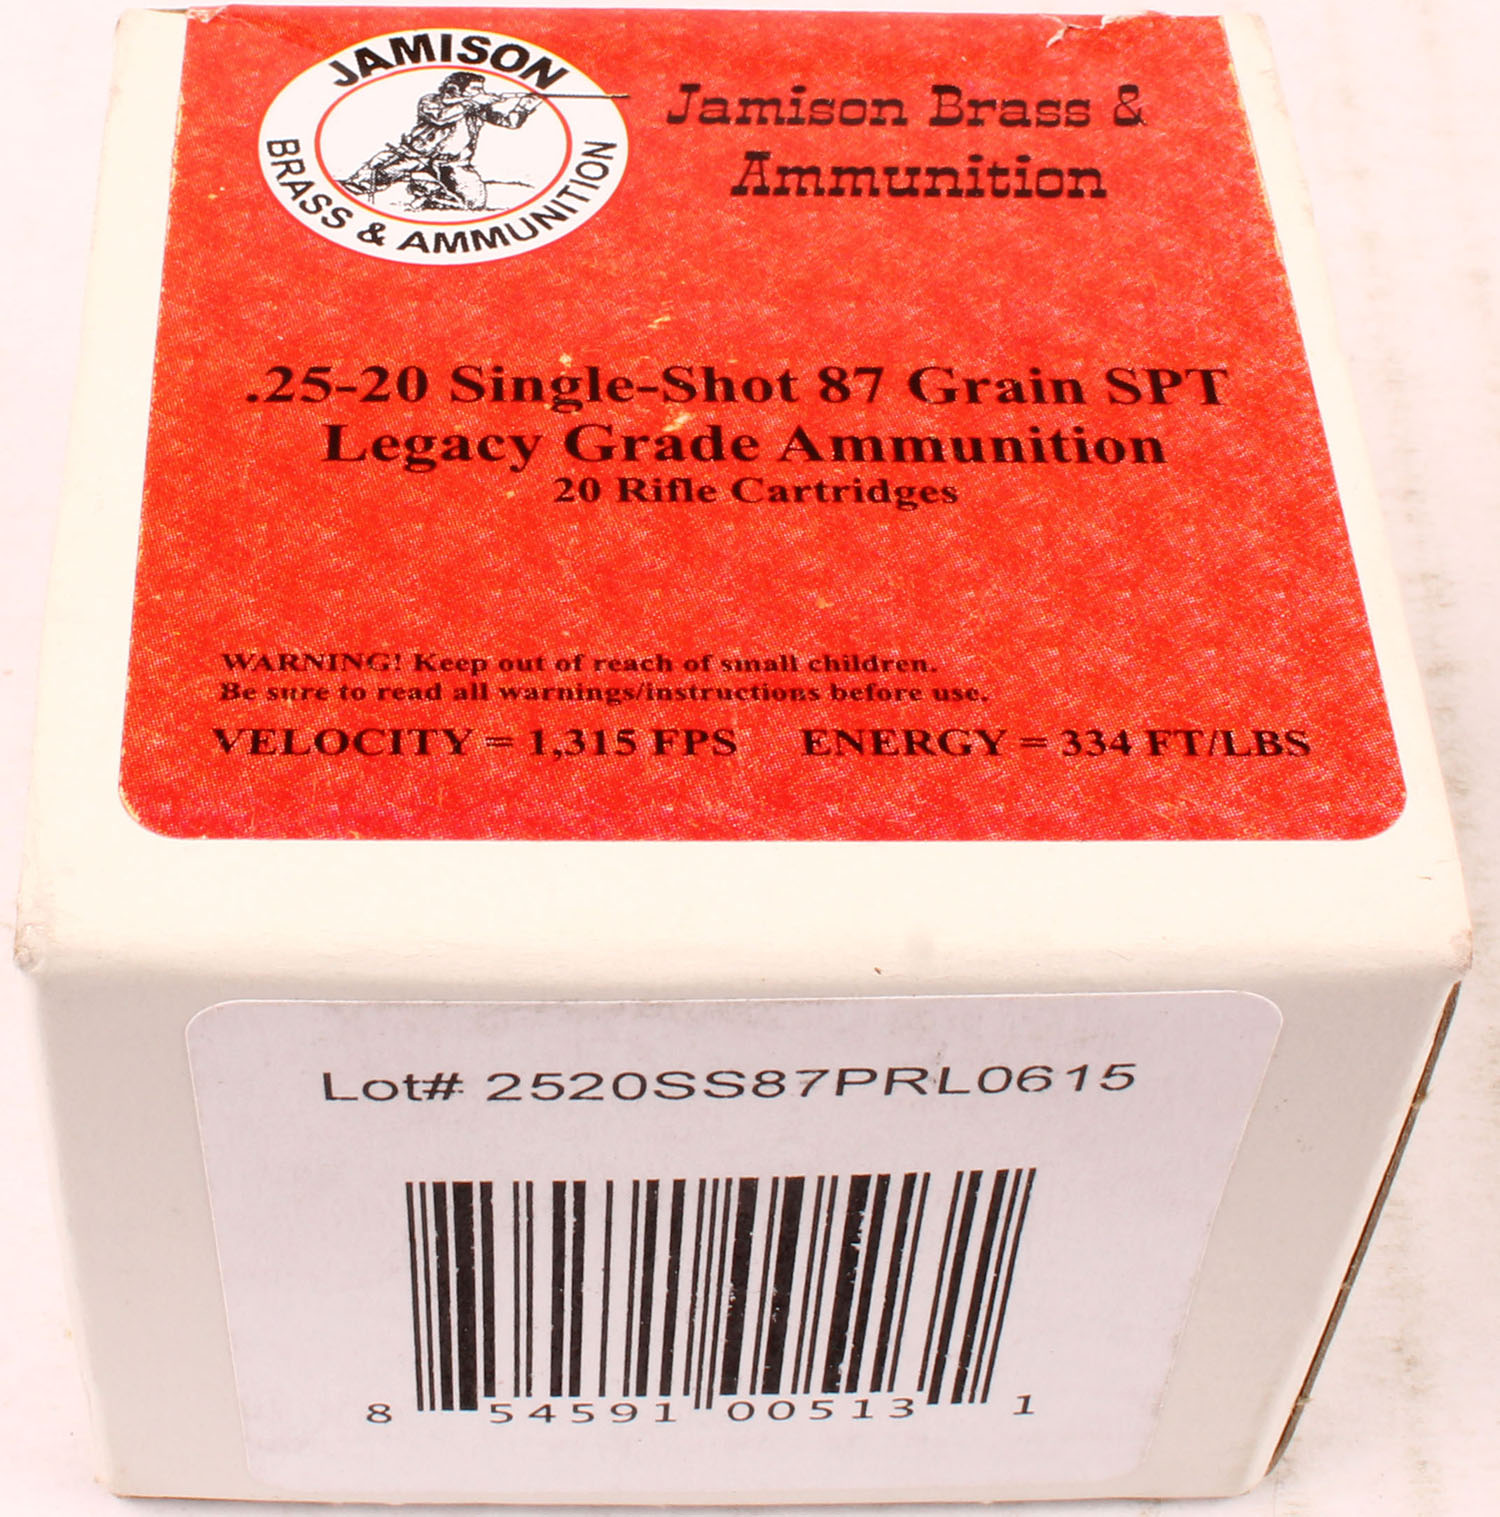 JAMISON
BRASS & AMMUNITION
Jamison Brass &
Ammunition
.25-20 Single-Shot 87 Grain SPT
Legacy Grade Ammunition
20 Rifle Cartridges
WARNING! Keep out of reach of small children.
Be sure to read all warnings/instructions before use.
VELOCITY = 1,315 FPS ENERGY = 334 FT/LBS
Lot# 2520SS87PRL0615
8 54591 00513 1